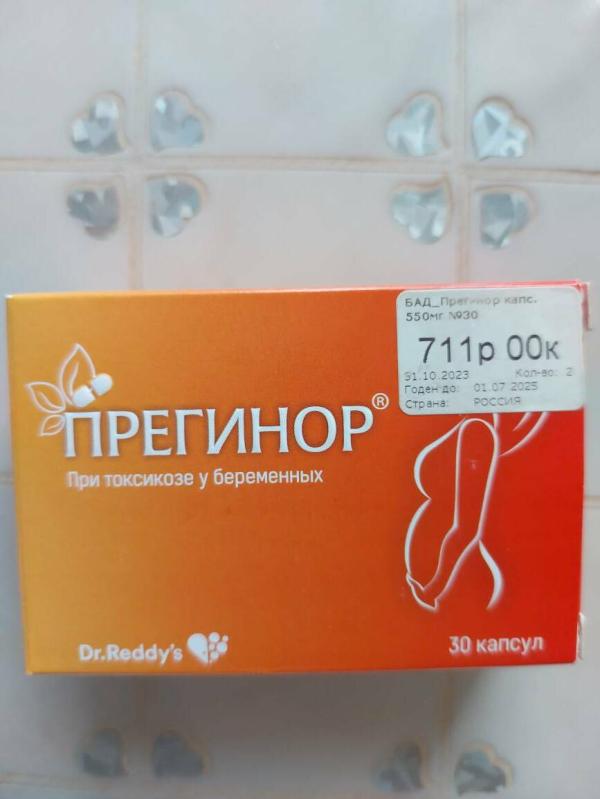 БАД_Прегинор капс.
550мг №30
711р 00к
31.10.2023 Кол-во: 2
Годен до: 01.07.2025
Страна: РОССИЯ
ПРЕГИНОР®
При токсикозе у беременных
Dr.Reddy's
30 капсул